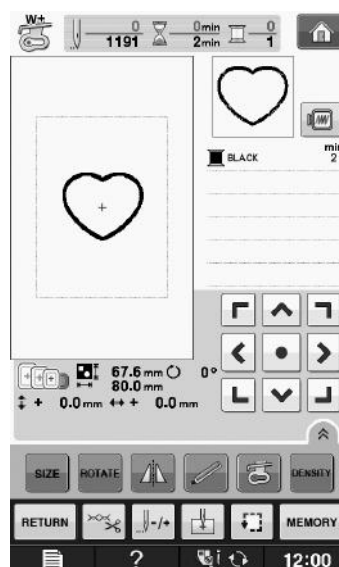 W+
0 0min 0
1191 2min 1
min
BLACK 2
67.6 mm 0°
80.0 mm
+ 0.0 mm + 0.0 mm
SIZE ROTATE DENSITY
RETURN -/+ MEMORY
? i 12:00